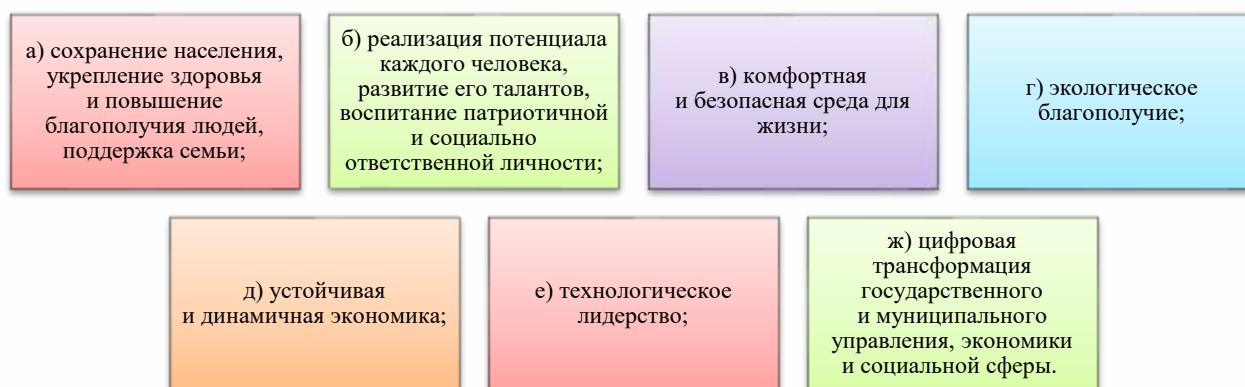 а) сохранение населения,
укрепление здоровья
и повышение
благополучия людей,
поддержка семьи;
б) реализация потенциала
каждого человека,
развитие его талантов,
воспитание патриотичной
и социально
ответственной личности;
в) комфортная
и безопасная среда для
жизни;
г) экологическое
благополучие;
д) устойчивая
и динамичная экономика;
е) технологическое
лидерство;
ж) цифровая
трансформация
государственного
и муниципального
управления, экономики
и социальной сферы.